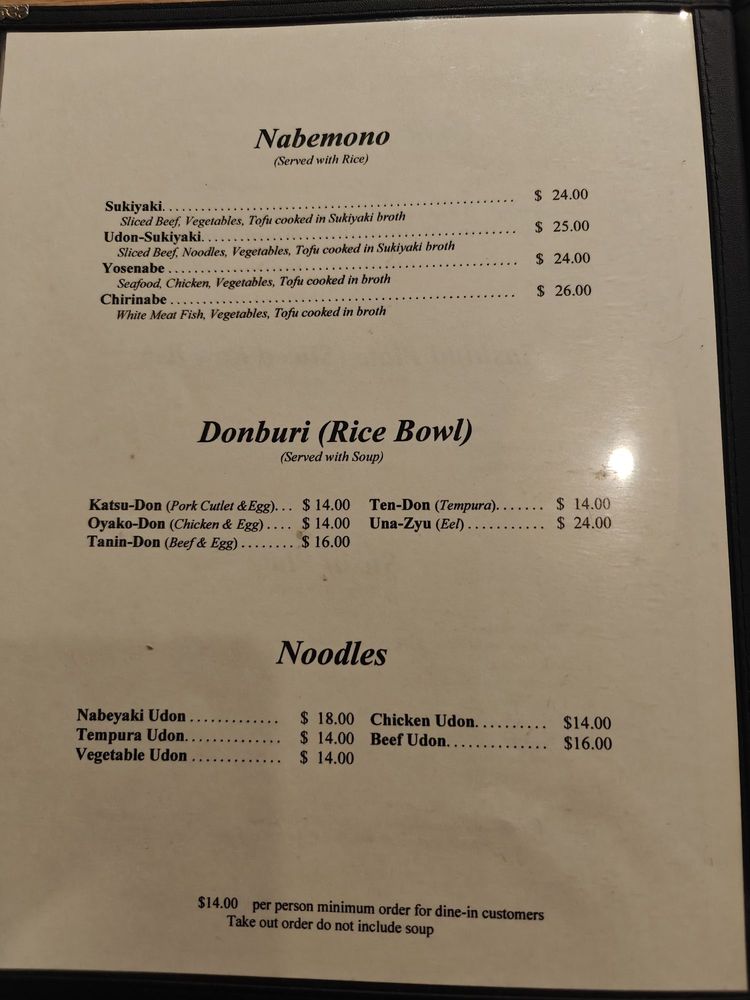 Nabemono
(Served with Rice)
Sukiyaki. . . . . . . . . . . . . . . . . . . . . . . . . . . . . . . . . . . . . . . . . . . . . . $ 24.00
Sliced Beef, Vegetables, Tofu cooked in Sukiyaki broth
Udon-Sukiyaki. . . . . . . . . . . . . . . . . . . . . . . . . . . . . . . . . . . . . . . . . $ 25.00
Sliced Beef, Noodles, Vegetables, Tofu cooked in Sukiyaki broth
Yosenabe . . . . . . . . . . . . . . . . . . . . . . . . . . . . . . . . . . . . . . . . . . . . . $ 24.00
Seafood, Chicken, Vegetables, Tofu cooked in broth
Chirinabe . . . . . . . . . . . . . . . . . . . . . . . . . . . . . . . . . . . . . . . . . . . . . $ 26.00
White Meat Fish, Vegetables, Tofu cooked in broth
Donburi (Rice Bowl)
(Served with Soup)
Katsu-Don (Pork Cutlet &Egg). . . $ 14.00 Ten-Don (Tempura). . . . . . . $ 14.00
Oyako-Don (Chicken & Egg) . . . . $ 14.00 Una-Zyu (Eel) . . . . . . . . . . . $ 24.00
Tanin-Don (Beef & Egg) . . . . . . . . $ 16.00
Noodles
Nabeyaki Udon . . . . . . . . . . . . . $ 18.00 Chicken Udon. . . . . . . . . . $14.00
Tempura Udon. . . . . . . . . . . . . . $ 14.00 Beef Udon. . . . . . . . . . . . . . $16.00
Vegetable Udon . . . . . . . . . . . . . $ 14.00
$14.00 per person minimum order for dine-in customers
Take out order do not include soup